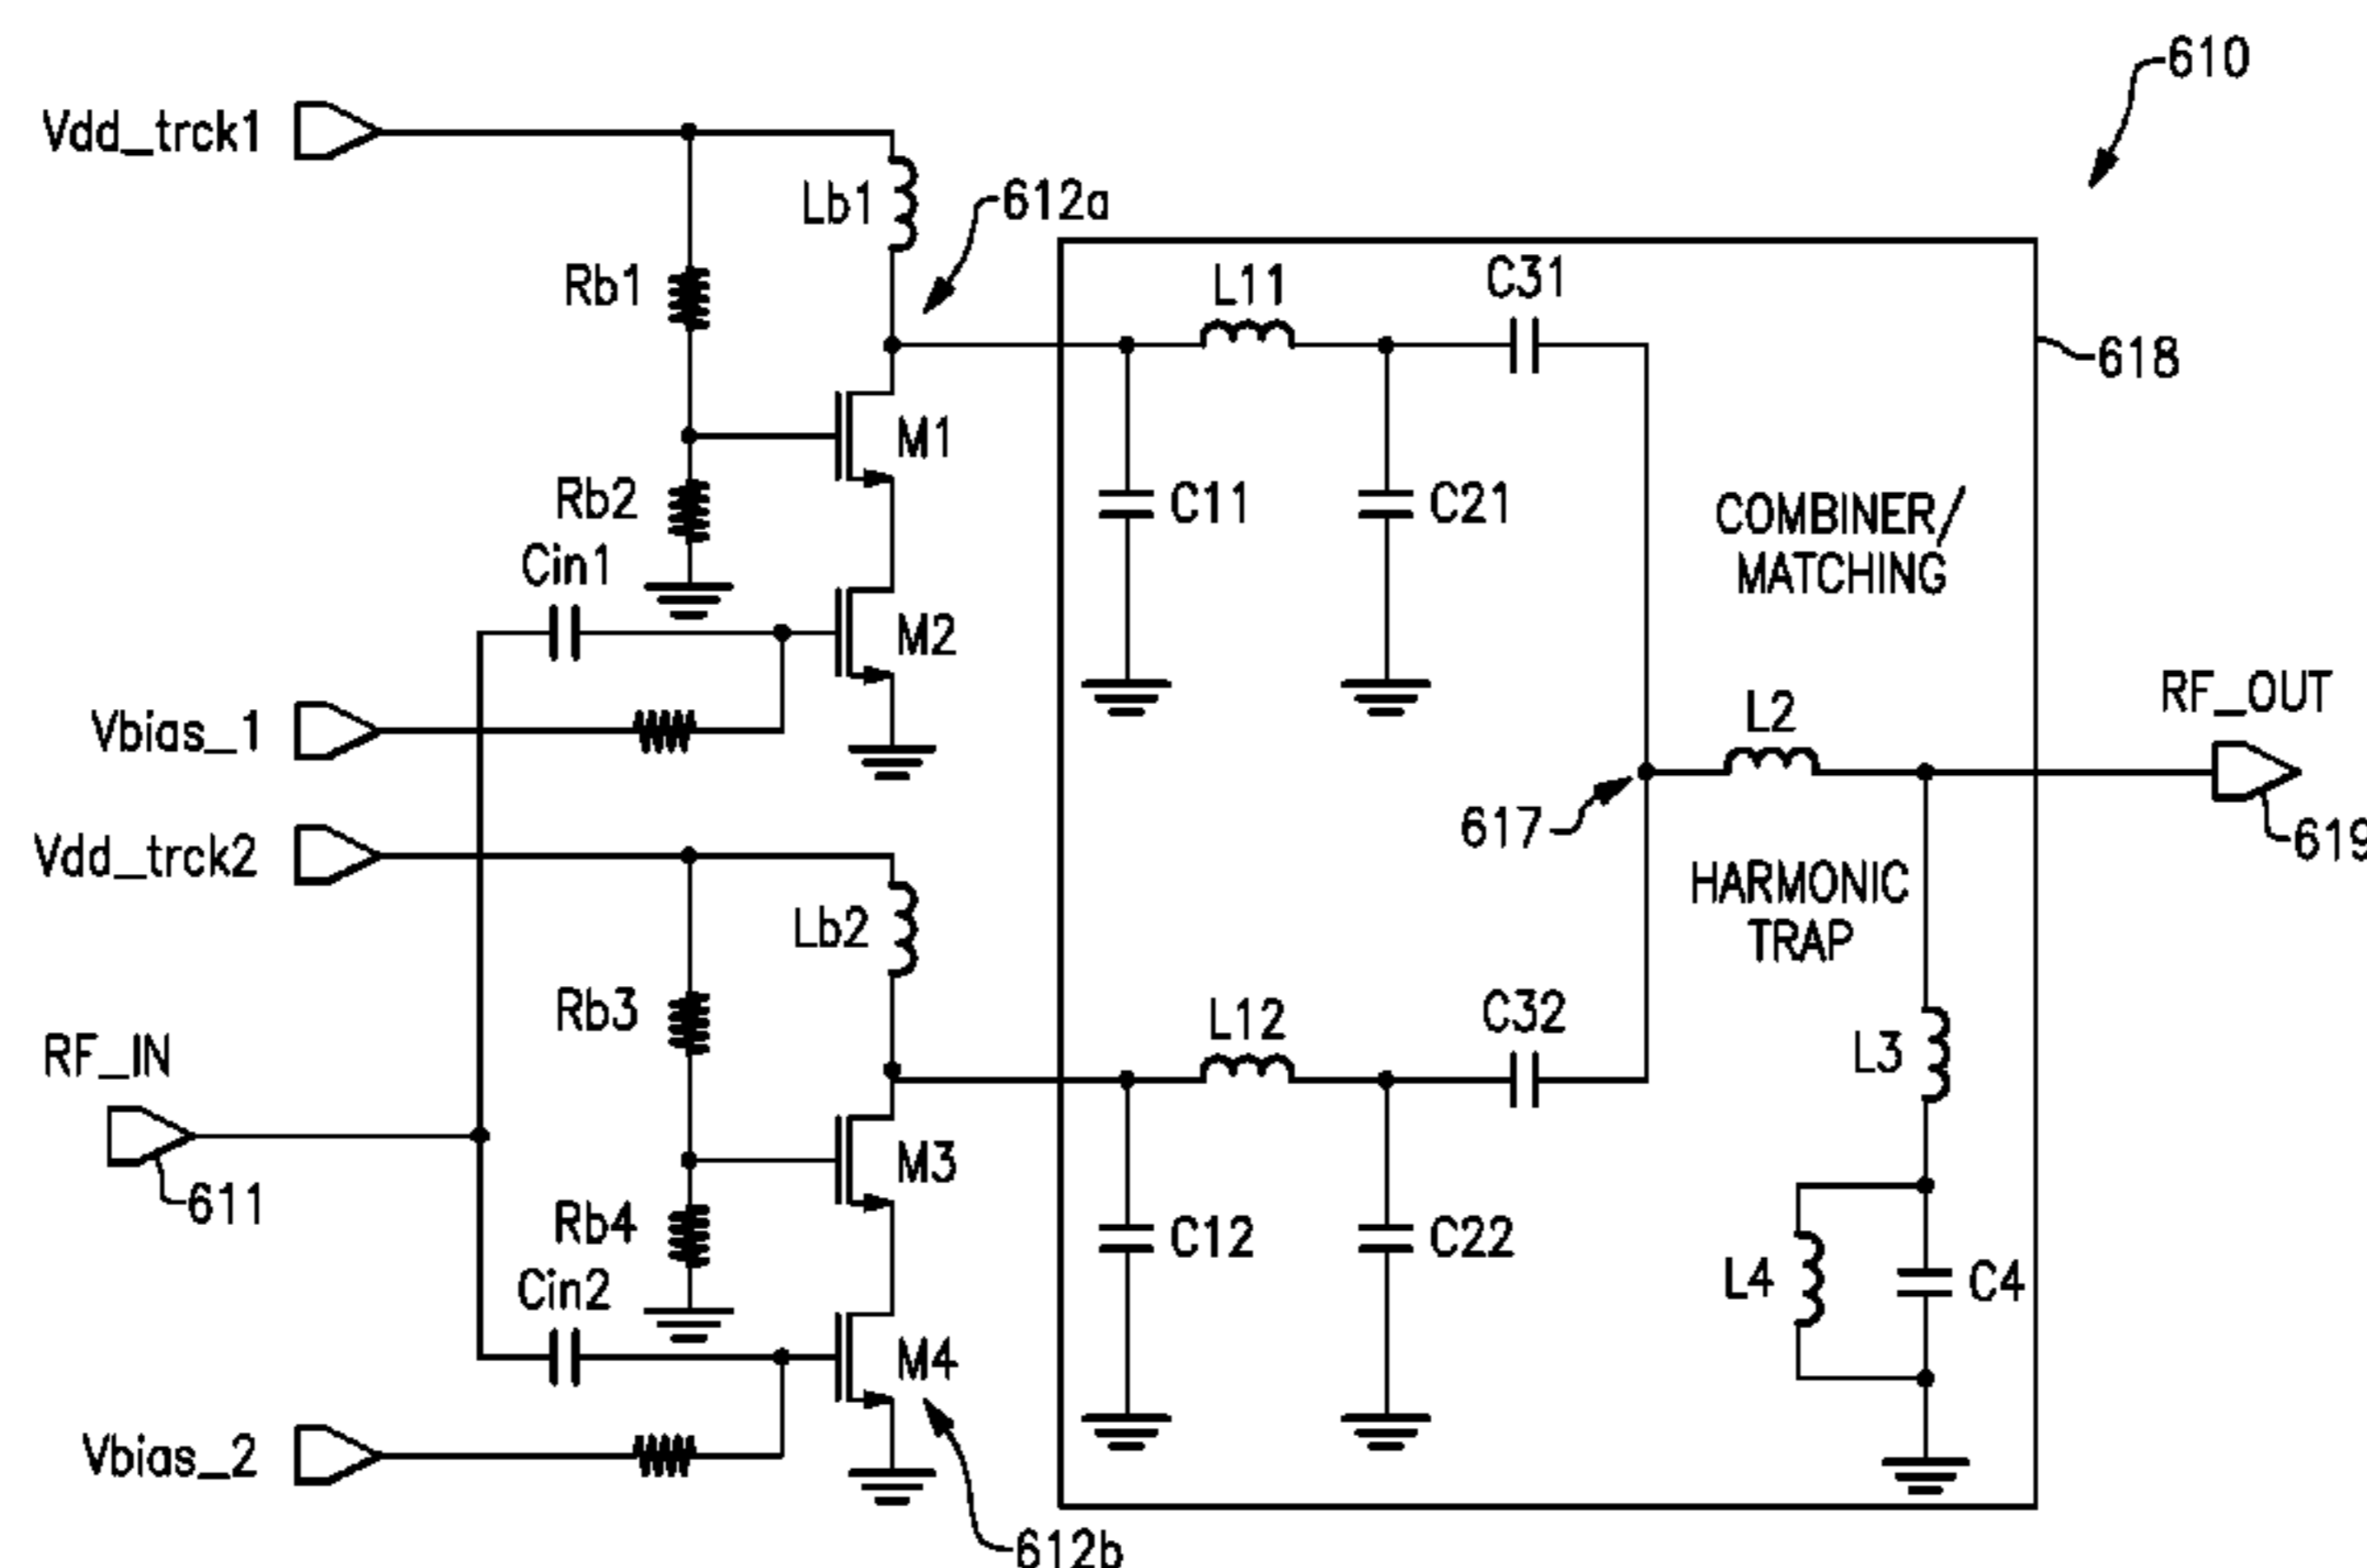 610
Vdd_trck1
Lb1
612a
Rb1
L11
C31
618
M1
C11
C21
Rb2
COMBINER/
MATCHING
Cin1
M2
Vbias_1
L2
RF_OUT
617
619
Vdd_trck2
HARMONIC
TRAP
Lb2
Rb3
L12
C32
RF_IN
L3
M3
611
Rb4
C12
C22
Cin2
L4
C4
M4
Vbias_2
612b